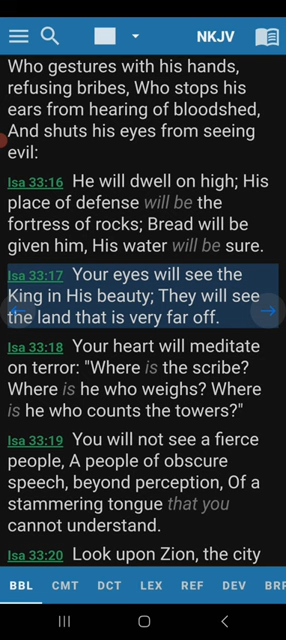 NKJV
Who gestures with his hands,
refusing bribes, Who stops his
ears from hearing of bloodshed,
And shuts his eyes from seeing
evil:
Isa 33:16 He will dwell on high; His
place of defense will be the
fortress of rocks; Bread will be
given him, His water will be sure.
Isa 33:17 Your eyes will see the
King in His beauty; They will see
the land that is very far off.
Isa 33:18 Your heart will meditate
on terror: "Where is the scribe?
Where is he who weighs? Where
is he who counts the towers?"
Isa 33:19 You will not see a fierce
people, A people of obscure
speech, beyond perception, Of a
stammering tongue that you
cannot understand.
Isa 33:20 Look upon Zion, the city
BBL CMT DCT LEX REF DEV BRF